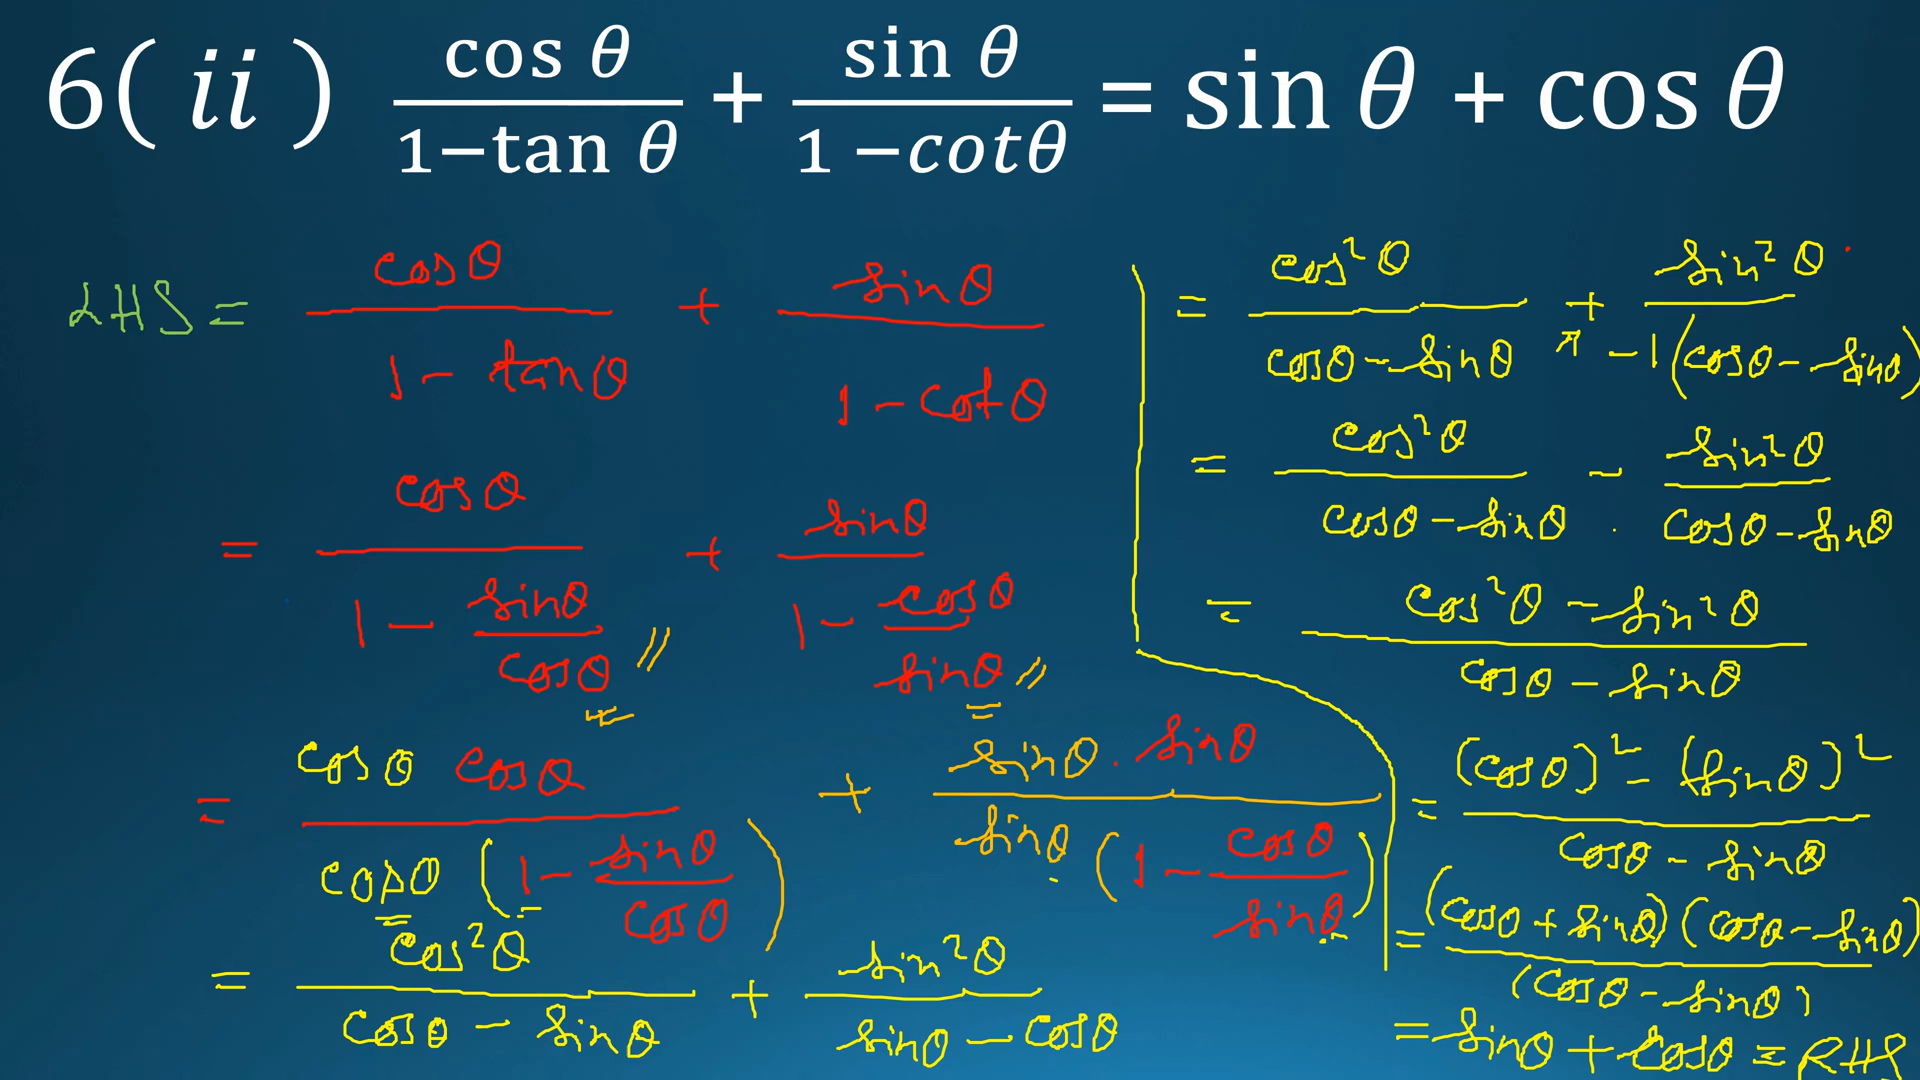 6( ii ) cos θ/1−tan θ + sin θ/1 −cotθ = sin θ + cos θ
LHS = cosθ/1 − tanθ + sinθ/1 − cotθ
= cosθ/(1 − sinθ/cosθ) + sinθ/(1 − cosθ/sinθ)
= cosθ cosθ/cosθ (1 − sinθ/cosθ) + sinθ · sinθ/sinθ (1 − cosθ/sinθ)
= cos²θ/cosθ − sinθ + sin²θ/sinθ − cosθ
= cos²θ/cosθ − sinθ + sin²θ/−1(cosθ − sinθ)
= cos²θ/cosθ − sinθ − sin²θ/cosθ − sinθ
= cos²θ − sin²θ/cosθ − sinθ
= (cosθ)² − (sinθ)²/cosθ − sinθ
= (cosθ + sinθ)(cosθ − sinθ)/(cosθ − sinθ)
= sinθ + cosθ = RHS